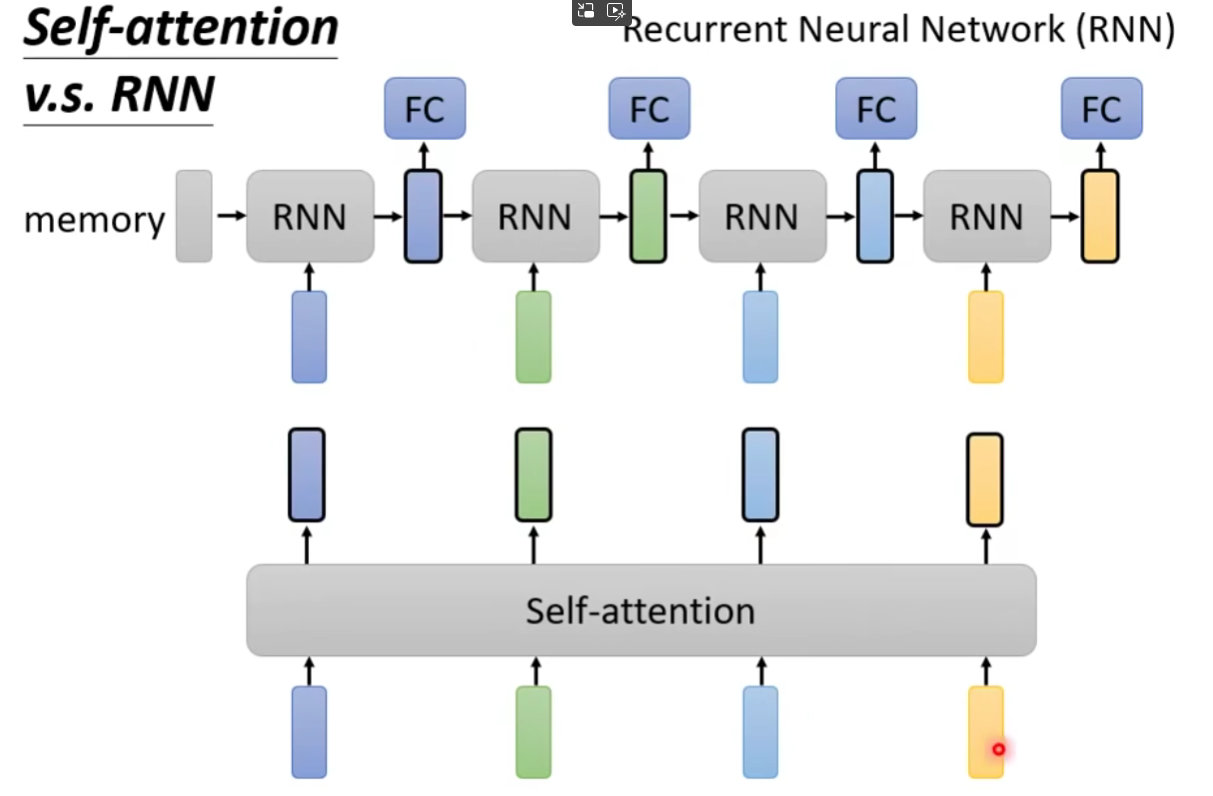 Self-attention
v.s. RNN
Recurrent Neural Network (RNN)
FC FC FC FC
memory RNN RNN RNN RNN
Self-attention